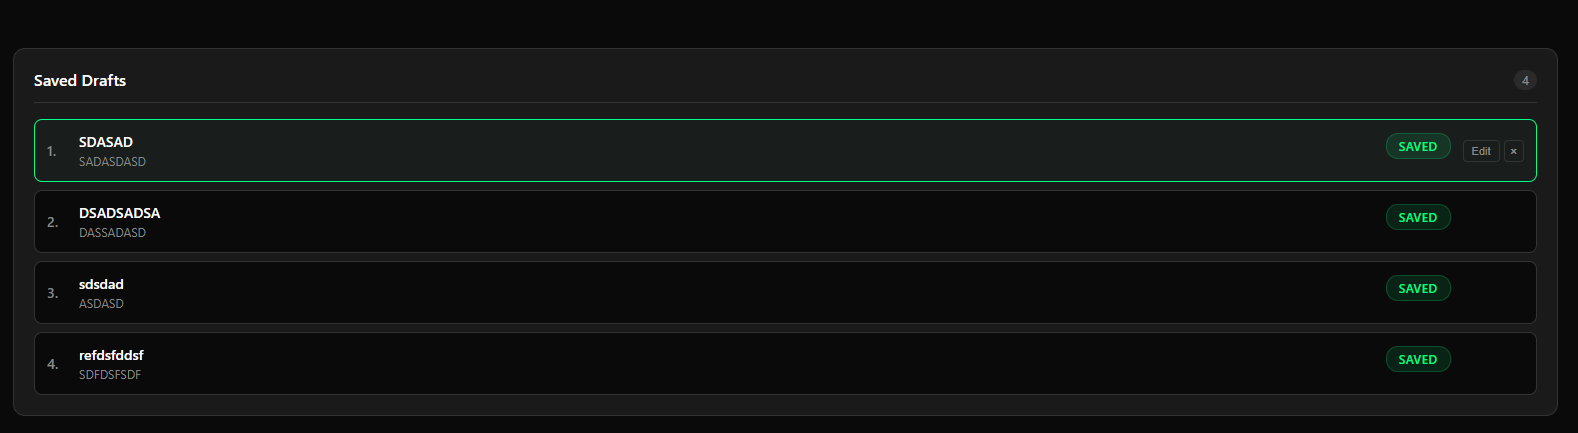 Saved Drafts 4
1. SDASAD SAVED Edit ×
SADASDASD
2. DSADSADSA SAVED
DASSADASD
3. sdsdad SAVED
ASDASD
4. refdsfddsf SAVED
SDFDSFSDF